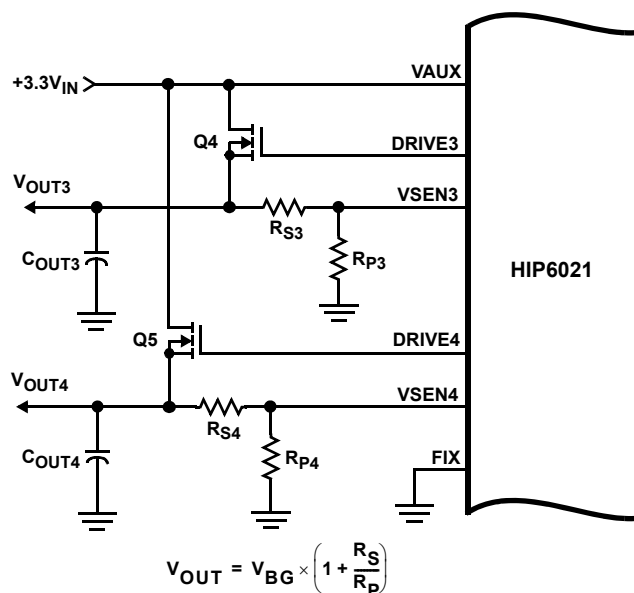 +3.3VIN
VAUX
Q4
DRIVE3
VOUT3
VSEN3
RS3
COUT3
RP3
HIP6021
Q5
DRIVE4
VOUT4
VSEN4
RS4
COUT4
RP4
FIX
VOUT = VBG × (1 + RS/RP)